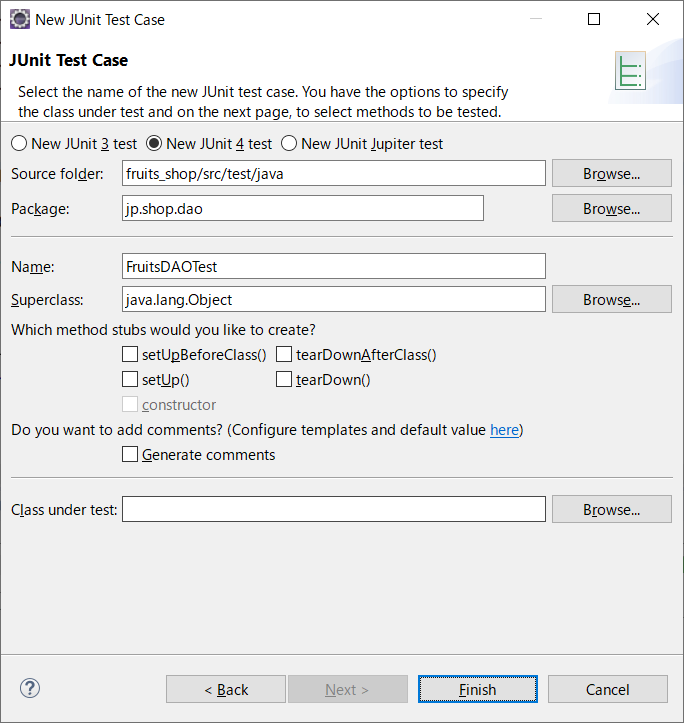 New JUnit Test Case
JUnit Test Case
Select the name of the new JUnit test case. You have the options to specify
the class under test and on the next page, to select methods to be tested.
New JUnit 3 test New JUnit 4 test New JUnit Jupiter test
Source folder: fruits_shop/src/test/java Browse...
Package: jp.shop.dao Browse...
Name: FruitsDAOTest
Superclass: java.lang.Object Browse...
Which method stubs would you like to create?
setUpBeforeClass() tearDownAfterClass()
setUp() tearDown()
constructor
Do you want to add comments? (Configure templates and default value here)
Generate comments
Class under test: Browse...
? < Back Next > Finish Cancel